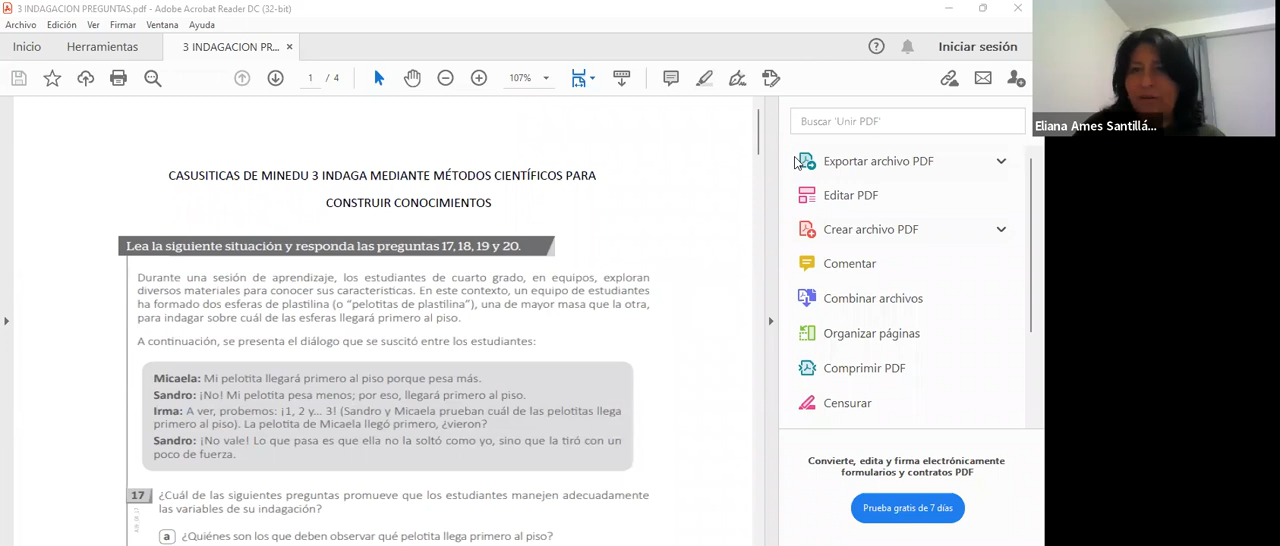 3 INDAGACION PREGUNTAS.pdf - Adobe Acrobat Reader DC (32-bit)
Archivo Edición Ver Firmar Ventana Ayuda
Inicio Herramientas 3 INDAGACION PR... × Iniciar sesión
1 / 4 107%
Buscar 'Unir PDF'
Eliana Ames Santillá...
Exportar archivo PDF
Editar PDF
Crear archivo PDF
Comentar
Combinar archivos
Organizar páginas
Comprimir PDF
Censurar
Convierte, edita y firma electrónicamente
formularios y contratos PDF
Prueba gratis de 7 días
CASUSITICAS DE MINEDU 3 INDAGA MEDIANTE MÉTODOS CIENTÍFICOS PARA
CONSTRUIR CONOCIMIENTOS
Lea la siguiente situación y responda las preguntas 17, 18, 19 y 20.
Durante una sesión de aprendizaje, los estudiantes de cuarto grado, en equipos, exploran
diversos materiales para conocer sus características. En este contexto, un equipo de estudiantes
ha formado dos esferas de plastilina (o “pelotitas de plastilina”), una de mayor masa que la otra,
para indagar sobre cuál de las esferas llegará primero al piso.
A continuación, se presenta el diálogo que se suscitó entre los estudiantes:
Micaela: Mi pelotita llegará primero al piso porque pesa más.
Sandro: ¡No! Mi pelotita pesa menos; por eso, llegará primero al piso.
Irma: A ver, probemos: ¡1, 2 y... 3! (Sandro y Micaela prueban cuál de las pelotitas llega
primero al piso). La pelotita de Micaela llegó primero, ¿vieron?
Sandro: ¡No vale! Lo que pasa es que ella no la soltó como yo, sino que la tiró con un
poco de fuerza.
17 ¿Cuál de las siguientes preguntas promueve que los estudiantes manejen adecuadamente
las variables de su indagación?
a ¿Quiénes son los que deben observar qué pelotita llega primero al piso?